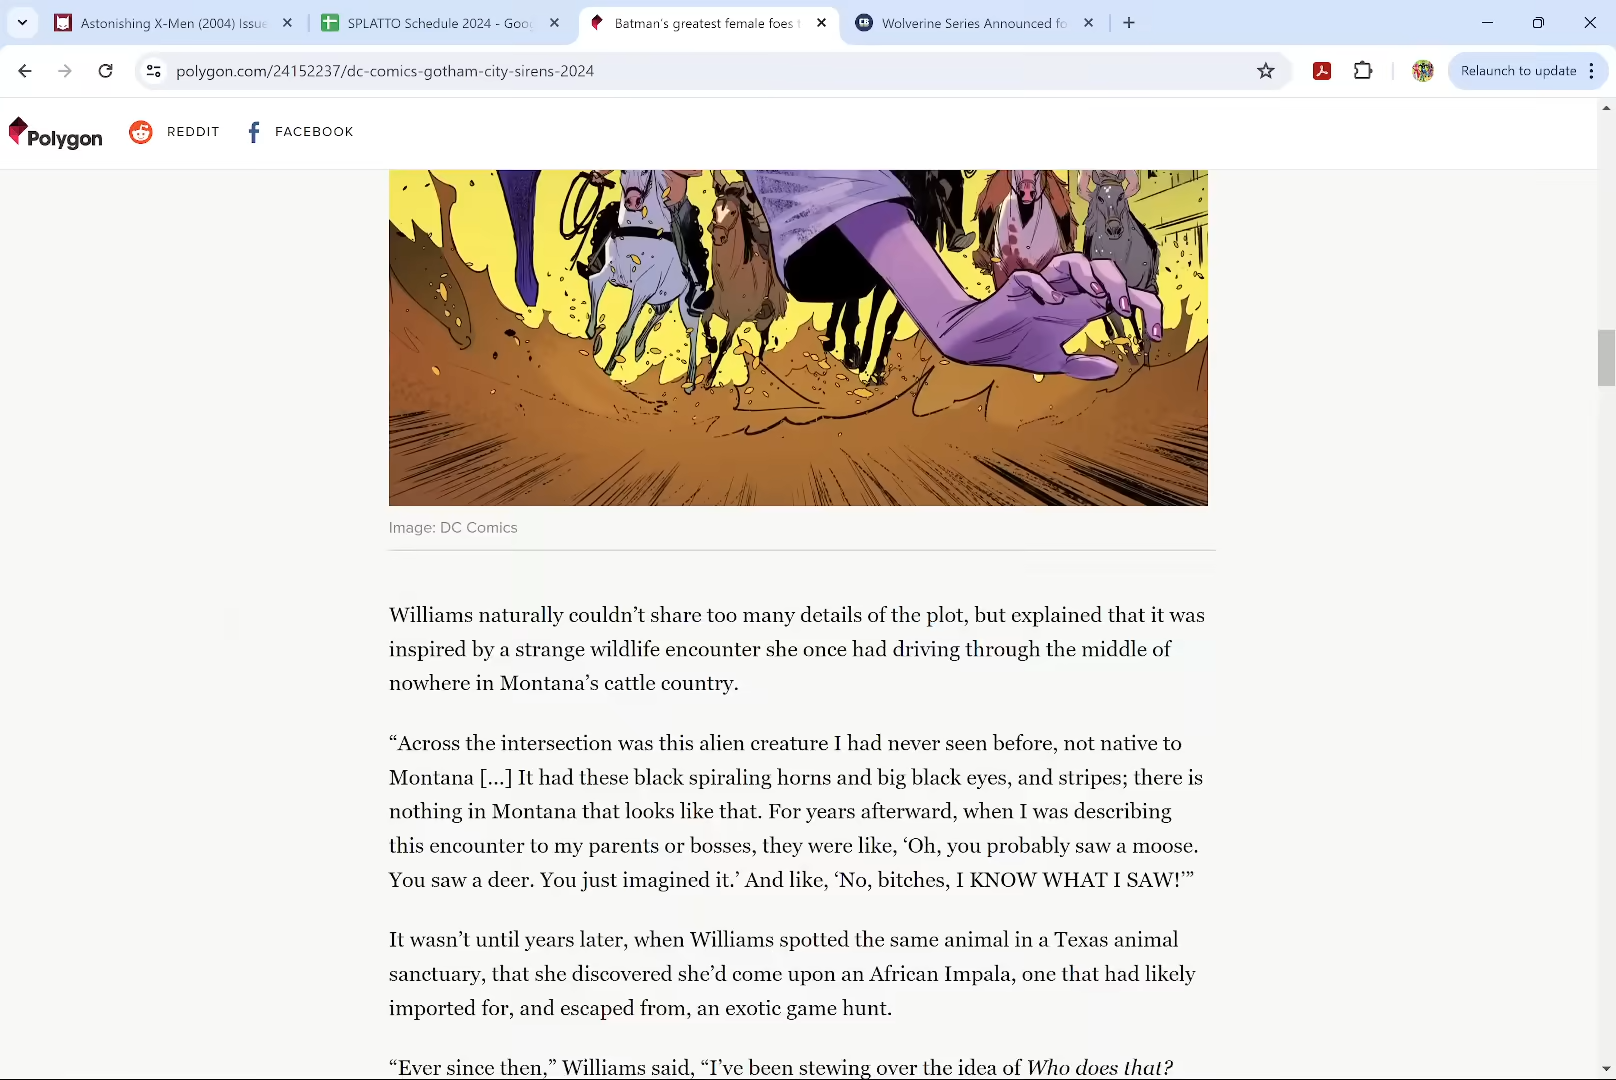 Astonishing X-Men (2004) Issue
SPLATTO Schedule 2024 - Goo
Batman's greatest female foes t
Wolverine Series Announced fo
polygon.com/24152237/dc-comics-gotham-city-sirens-2024
Relaunch to update
Polygon
REDDIT
FACEBOOK
Image: DC Comics
Williams naturally couldn’t share too many details of the plot, but explained that it was
inspired by a strange wildlife encounter she once had driving through the middle of
nowhere in Montana’s cattle country.
“Across the intersection was this alien creature I had never seen before, not native to
Montana [...] It had these black spiraling horns and big black eyes, and stripes; there is
nothing in Montana that looks like that. For years afterward, when I was describing
this encounter to my parents or bosses, they were like, ‘Oh, you probably saw a moose.
You saw a deer. You just imagined it.’ And like, ‘No, bitches, I KNOW WHAT I SAW!’”
It wasn’t until years later, when Williams spotted the same animal in a Texas animal
sanctuary, that she discovered she’d come upon an African Impala, one that had likely
imported for, and escaped from, an exotic game hunt.
“Ever since then,” Williams said, “I’ve been stewing over the idea of Who does that?